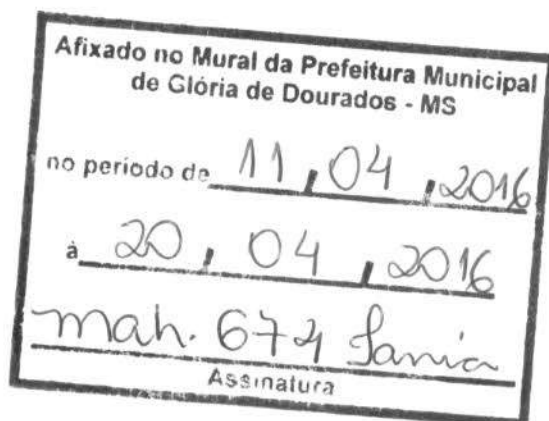 Afixado no Mural da Prefeitura Municipal
de Glória de Dourados - MS
no período de 11, 04, 2016
à 20, 04, 2016
mah. 674 Sania
Assinatura